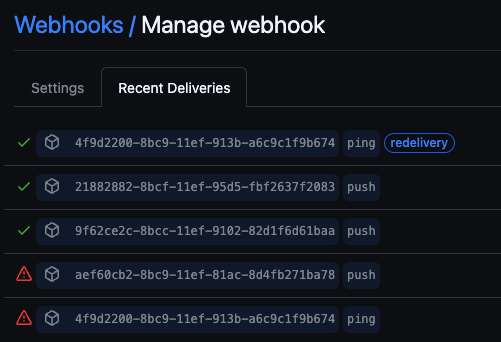 Webhooks / Manage webhook
Settings Recent Deliveries
4f9d2200-8bc9-11ef-913b-a6c9c1f9b674 ping redelivery
21882882-8bcf-11ef-95d5-fbf2637f2083 push
9f62ce2c-8bcc-11ef-9102-82d1f6d61baa push
aef60cb2-8bc9-11ef-81ac-8d4fb271ba78 push
4f9d2200-8bc9-11ef-913b-a6c9c1f9b674 ping